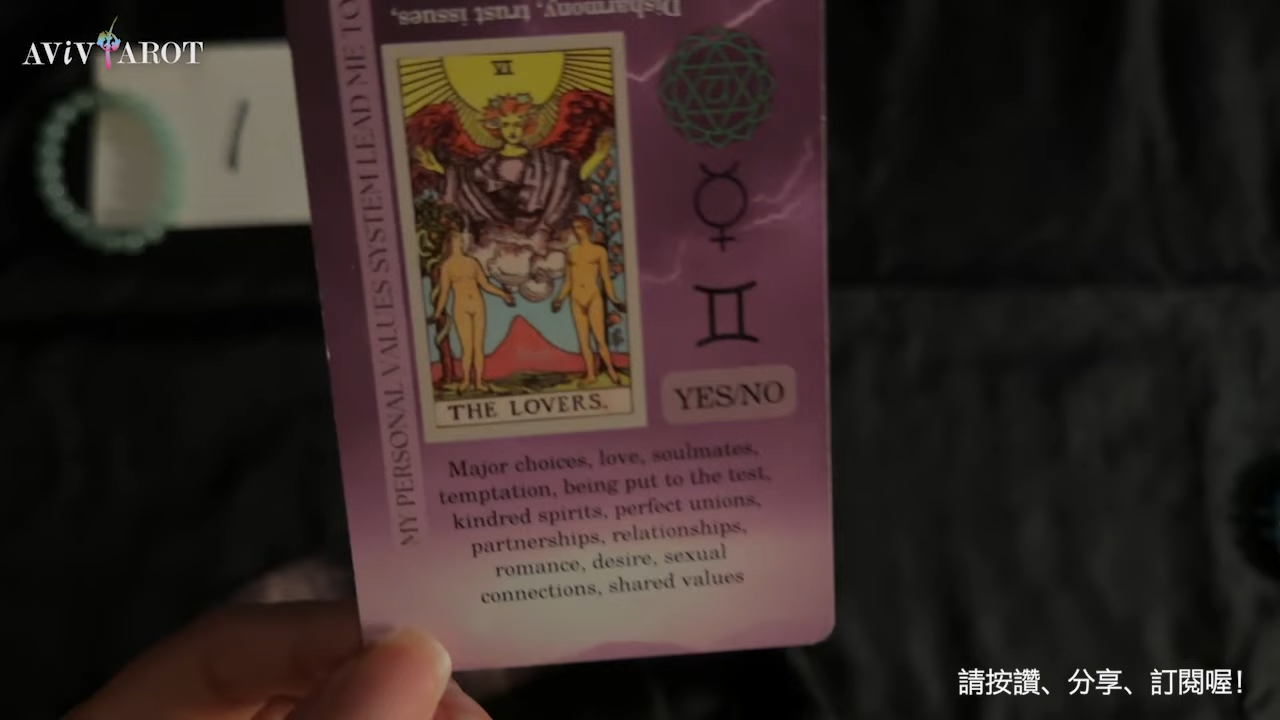 AViV TAROT
Disharmony, trust issues,
MY PERSONAL VALUES SYSTEM LEAD ME TO
VI
THE LOVERS.
YES/NO
Major choices, love, soulmates,
temptation, being put to the test,
kindred spirits, perfect unions,
partnerships, relationships,
romance, desire, sexual
connections, shared values
1
請按讚、分享、訂閱喔!